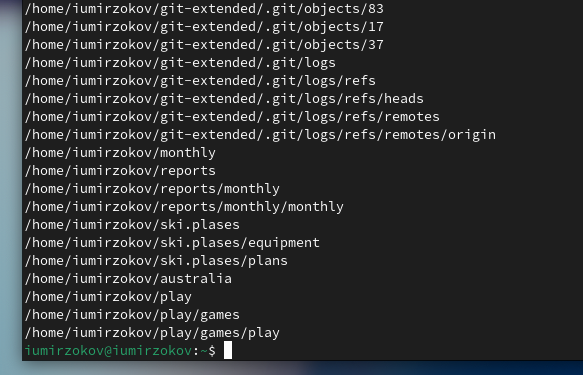 /home/iumirzokov/git-extended/.git/objects/83
/home/iumirzokov/git-extended/.git/objects/17
/home/iumirzokov/git-extended/.git/objects/37
/home/iumirzokov/git-extended/.git/logs
/home/iumirzokov/git-extended/.git/logs/refs
/home/iumirzokov/git-extended/.git/logs/refs/heads
/home/iumirzokov/git-extended/.git/logs/refs/remotes
/home/iumirzokov/git-extended/.git/logs/refs/remotes/origin
/home/iumirzokov/monthly
/home/iumirzokov/reports
/home/iumirzokov/reports/monthly
/home/iumirzokov/reports/monthly/monthly
/home/iumirzokov/ski.plases
/home/iumirzokov/ski.plases/equipment
/home/iumirzokov/ski.plases/plans
/home/iumirzokov/australia
/home/iumirzokov/play
/home/iumirzokov/play/games
/home/iumirzokov/play/games/play
iumirzokov@iumirzokov:~$